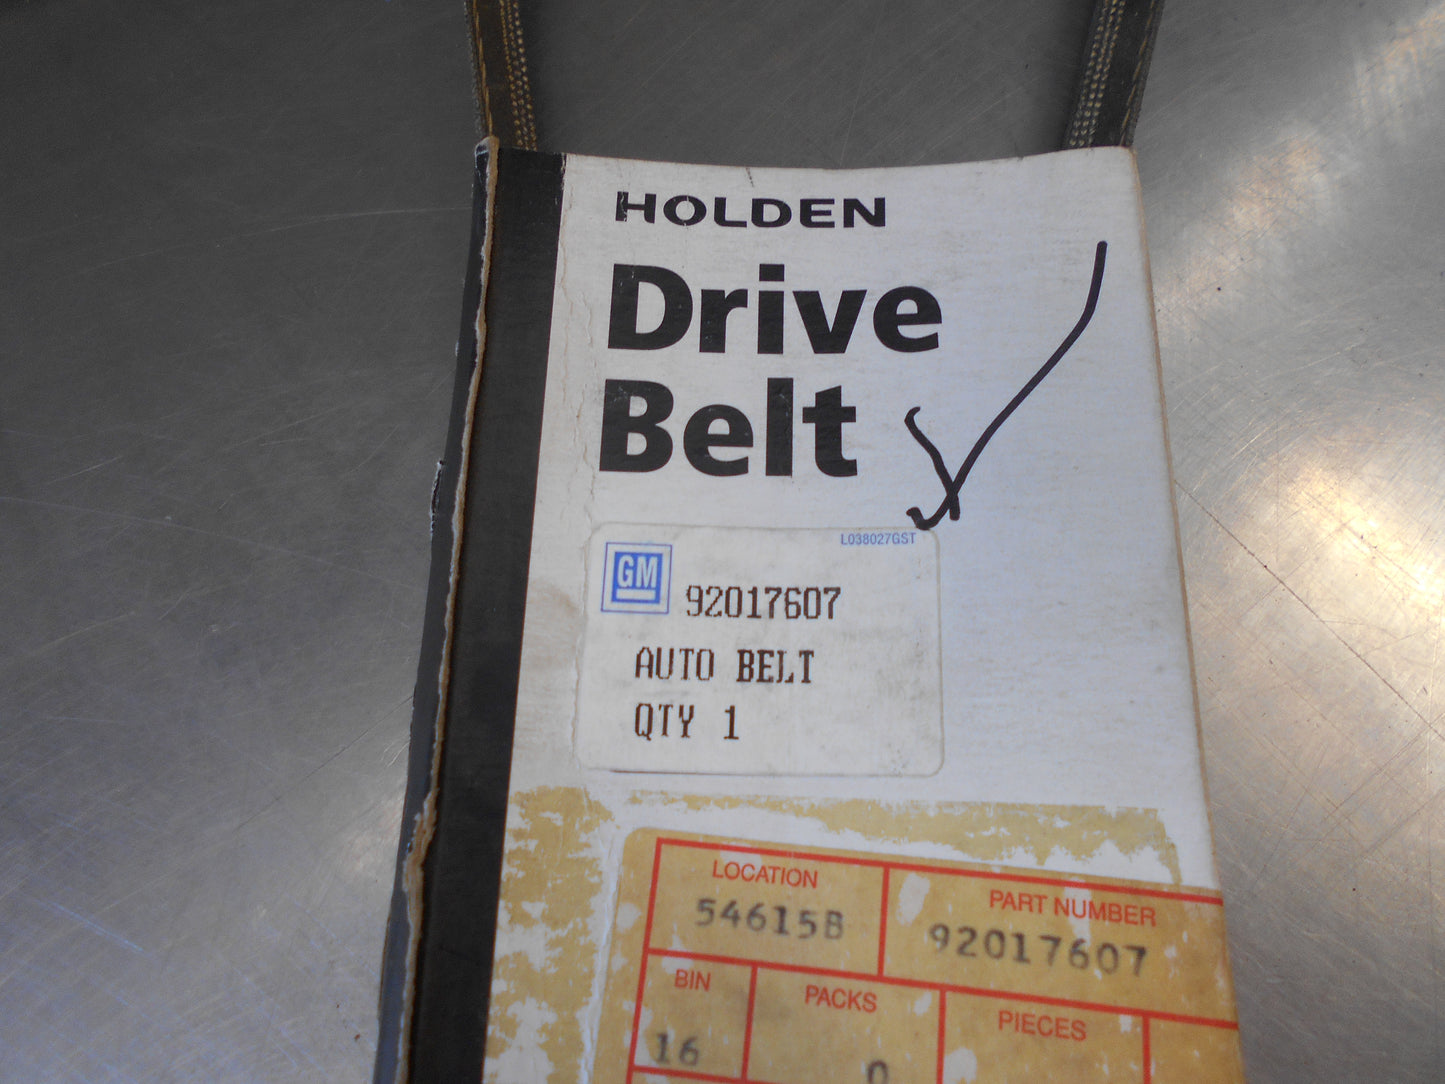 HOLDEN
Drive
Belt
L038027GST
GM
92017607
AUTO BELT
QTY 1
LOCATION
54615B
PART NUMBER
92017607
BIN
16
PACKS
0
PIECES